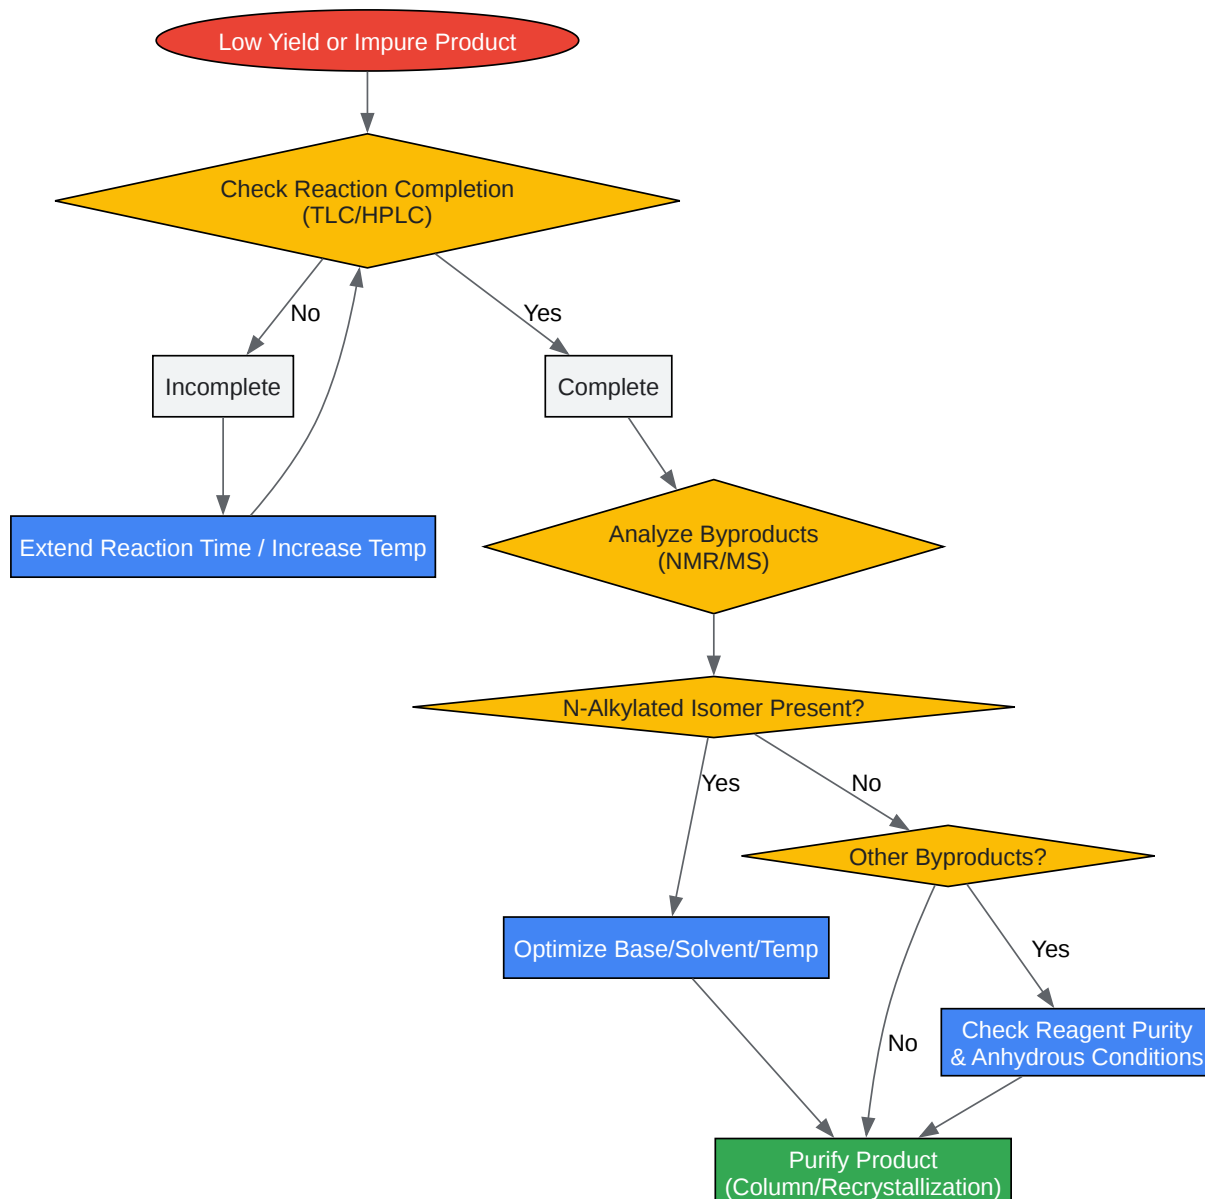 Low Yield or Impure Product
Check Reaction Completion
(TLC/HPLC)
No
Yes
Incomplete
Complete
Extend Reaction Time / Increase Temp
Analyze Byproducts
(NMR/MS)
N-Alkylated Isomer Present?
Yes
No
Other Byproducts?
Optimize Base/Solvent/Temp
Yes
No
Check Reagent Purity
& Anhydrous Conditions
Purify Product
(Column/Recrystallization)